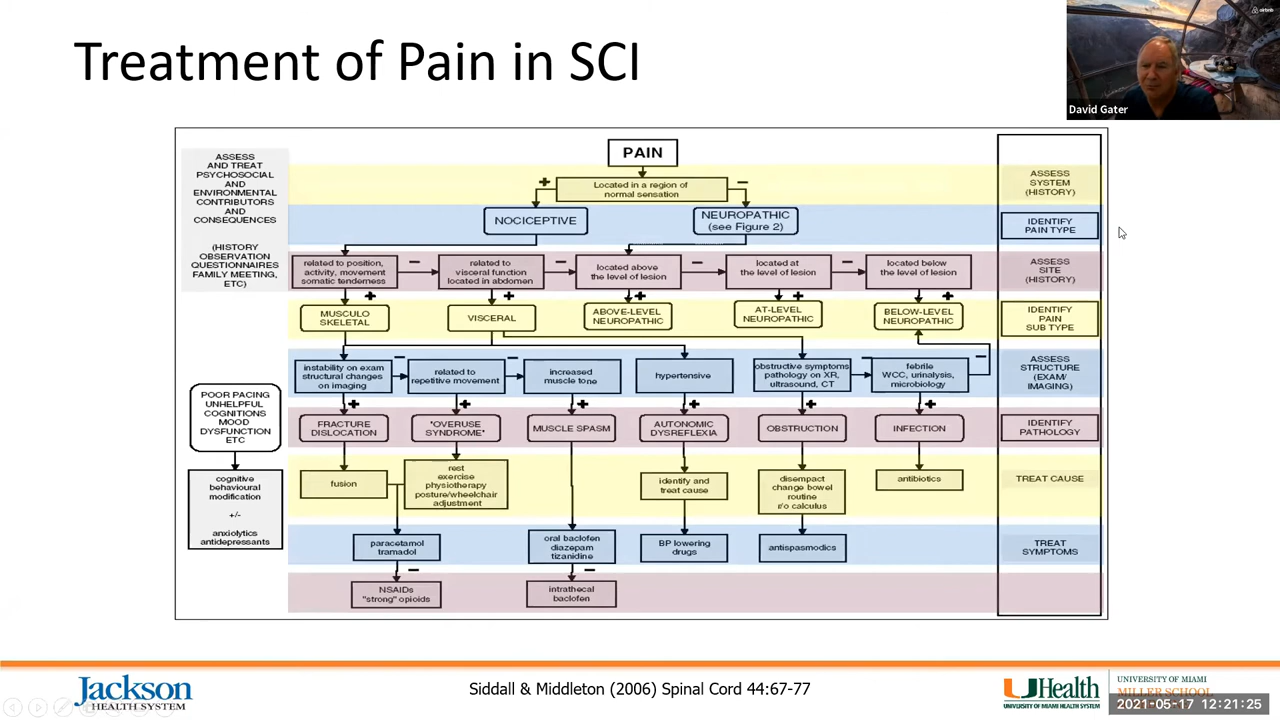 Treatment of Pain in SCI
airbnb
David Gater
ASSESS
AND TREAT
PSYCHOSOCIAL
AND
ENVIRONMENTAL
CONTRIBUTORS
AND
CONSEQUENCES
(HISTORY
OBSERVATION
QUESTIONNAIRES
FAMILY MEETING,
ETC)
POOR PACING
UNHELPFUL
COGNITIONS
MOOD
DYSFUNCTION
ETC
cognitive
behavioural
modification
+/-
anxiolytics
antidepressants
PAIN
+
Located in a region of
normal sensation
−
ASSESS
SYSTEM
(HISTORY)
NOCICEPTIVE
NEUROPATHIC
(see Figure 2)
IDENTIFY
PAIN TYPE
related to position,
activity, movement
somatic tenderness
−
related to
visceral function
located in abdomen
−
located above
the level of lesion
−
located at
the level of lesion
−
located below
the level of lesion
ASSESS
SITE
(HISTORY)
+
+
+
+
+
MUSCULO
SKELETAL
VISCERAL
ABOVE-LEVEL
NEUROPATHIC
AT-LEVEL
NEUROPATHIC
BELOW-LEVEL
NEUROPATHIC
IDENTIFY
PAIN
SUB TYPE
instability on exam
structural changes
on imaging
−
related to
repetitive movement
−
increased
muscle tone
hypertensive
obstructive symptoms
pathology on XR,
ultrasound, CT
−
febrile
WCC, urinalysis,
microbiology
−
ASSESS
STRUCTURE
(EXAM/
IMAGING)
+
+
+
+
+
+
FRACTURE
DISLOCATION
"OVERUSE
SYNDROME"
MUSCLE SPASM
AUTONOMIC
DYSREFLEXIA
OBSTRUCTION
INFECTION
IDENTIFY
PATHOLOGY
fusion
rest
exercise
physiotherapy
posture/wheelchair
adjustment
identify and
treat cause
disempact
change bowel
routine
r/o calculus
antibiotics
TREAT CAUSE
paracetamol
tramadol
oral baclofen
diazepam
tizanidine
BP lowering
drugs
antispasmodics
TREAT
SYMPTOMS
−
−
NSAIDs
"strong" opioids
intrathecal
baclofen
Jackson
HEALTH SYSTEM
Siddall & Middleton (2006) Spinal Cord 44:67-77
UHealth
UNIVERSITY OF MIAMI HEALTH SYSTEM
UNIVERSITY OF MIAMI
MILLER SCHOOL
2021-05-17 12:21:25